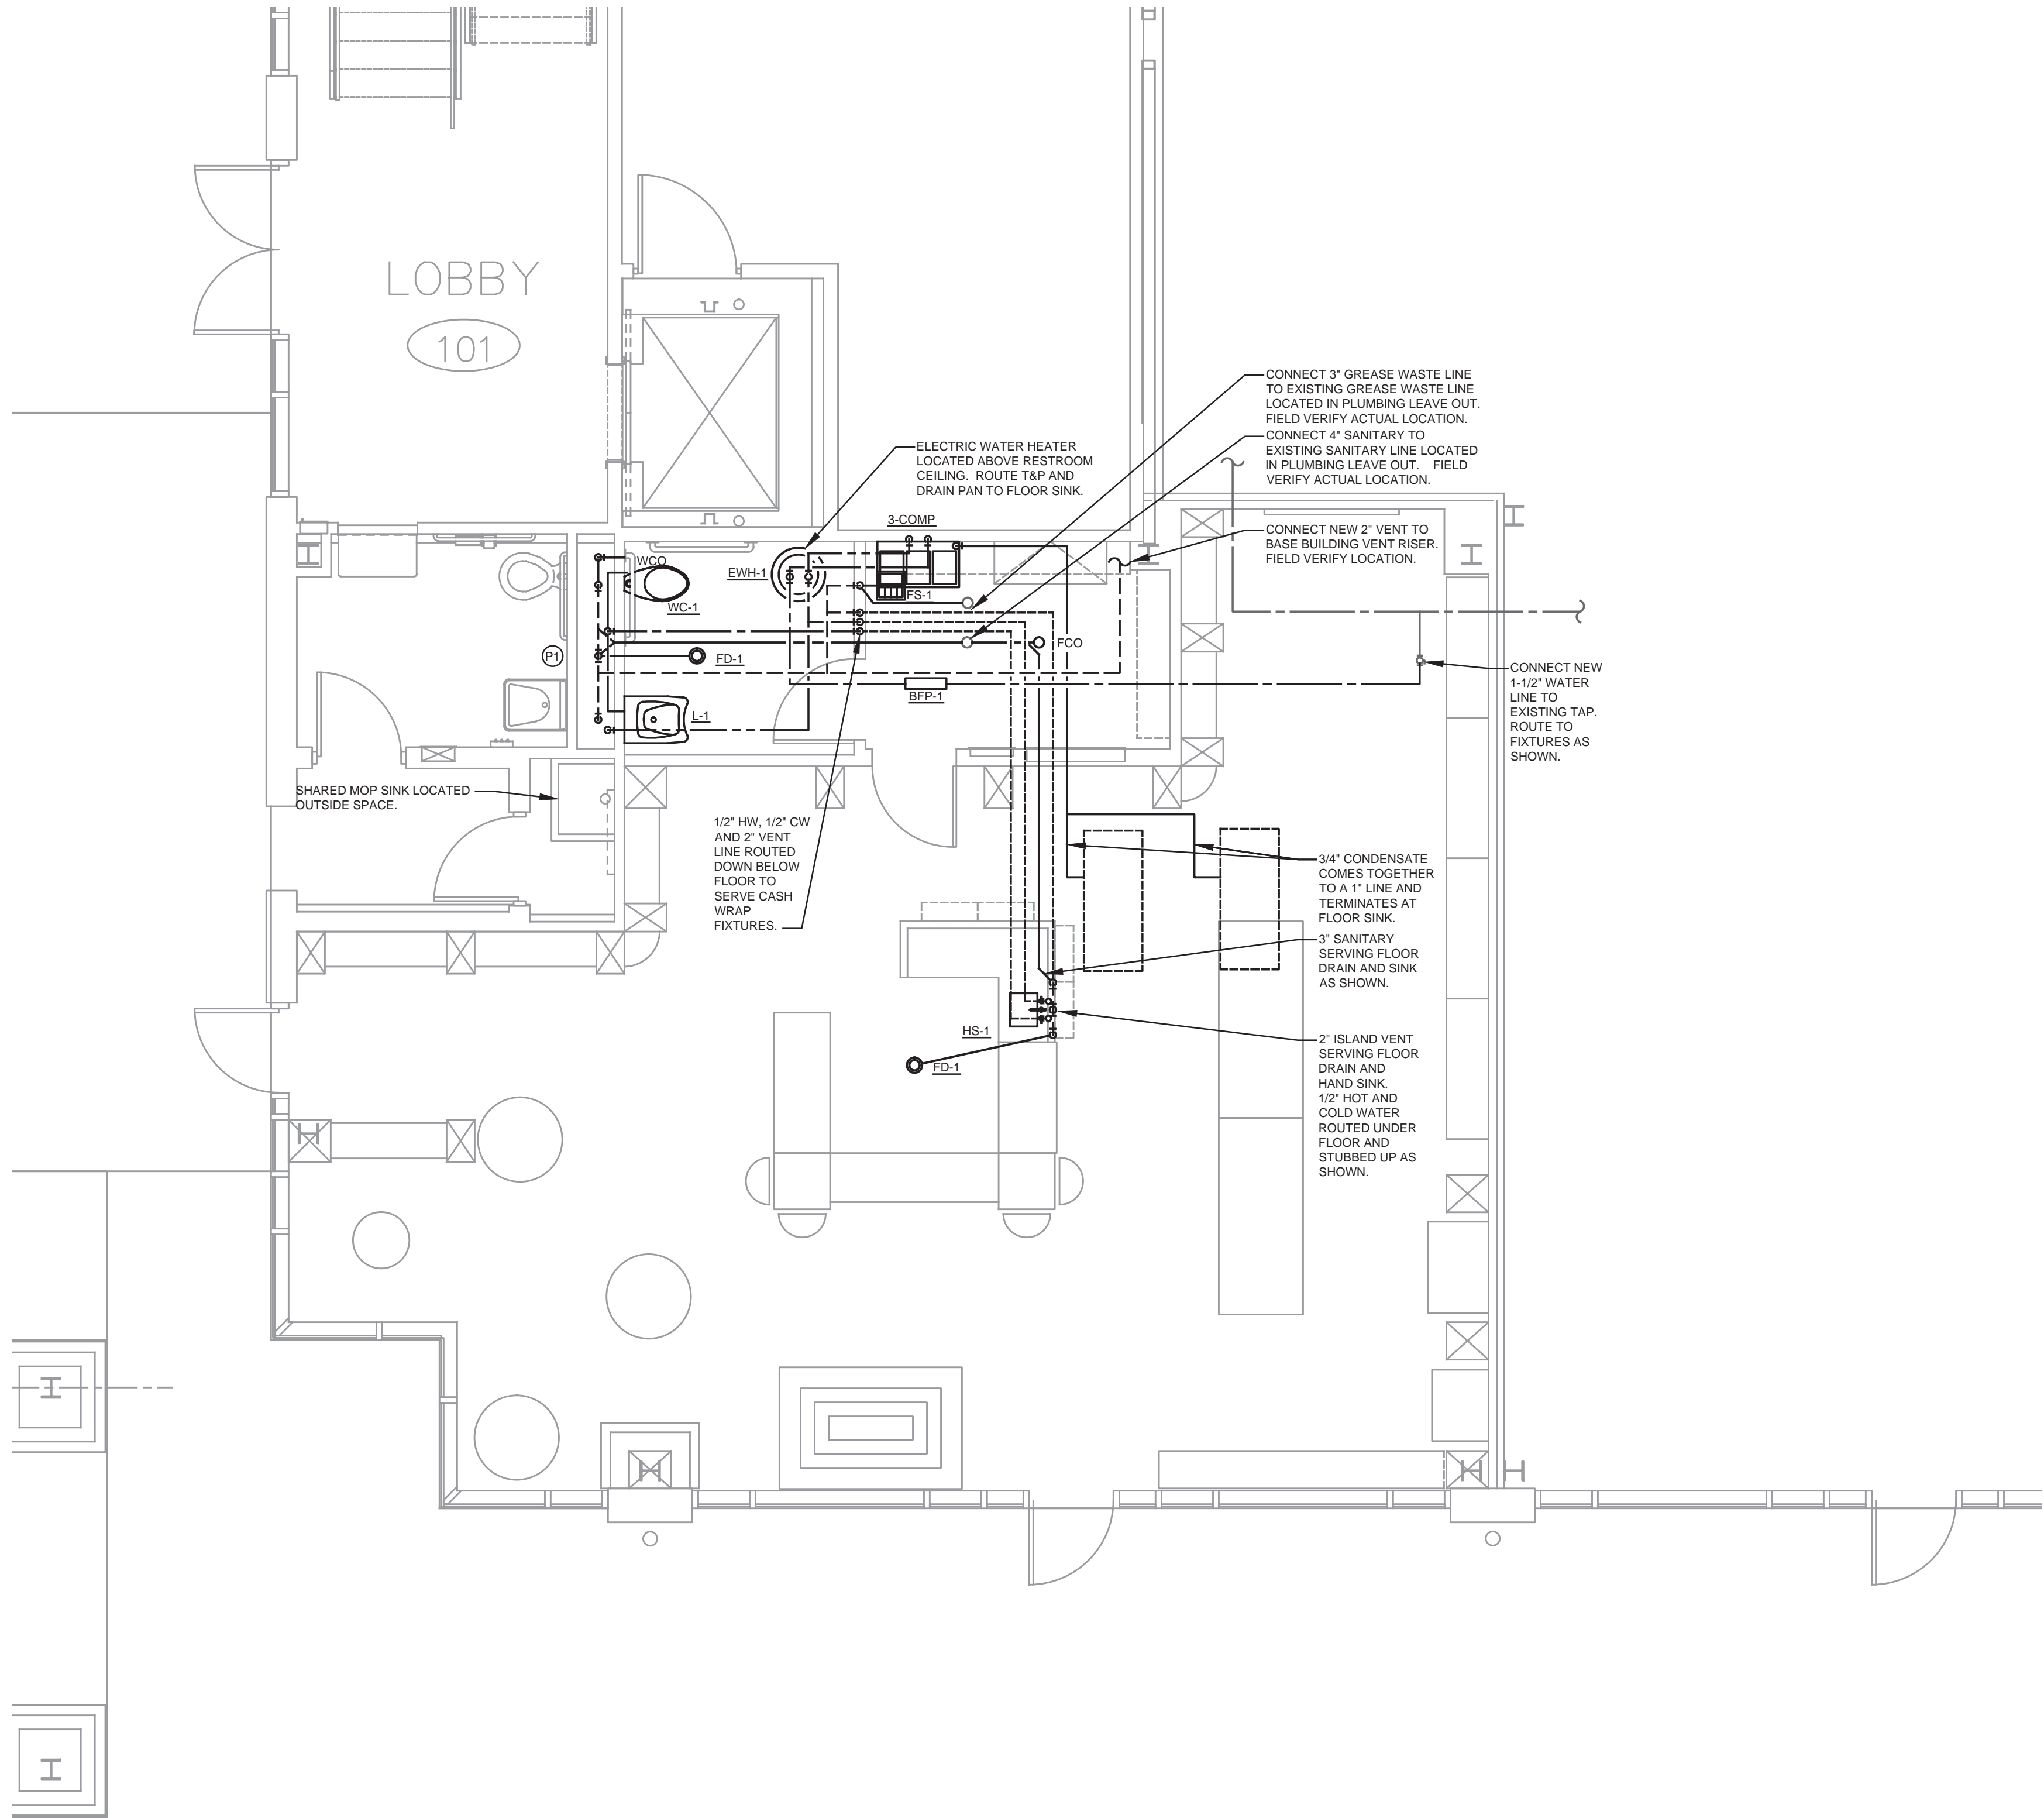 LOBBY
101
CONNECT 3" GREASE WASTE LINE
TO EXISTING GREASE WASTE LINE
LOCATED IN PLUMBING LEAVE OUT.
FIELD VERIFY ACTUAL LOCATION.
CONNECT 4" SANITARY TO
EXISTING SANITARY LINE LOCATED
IN PLUMBING LEAVE OUT. FIELD
VERIFY ACTUAL LOCATION.
ELECTRIC WATER HEATER
LOCATED ABOVE RESTROOM
CEILING. ROUTE T&P AND
DRAIN PAN TO FLOOR SINK.
3-COMP
CONNECT NEW 2" VENT TO
BASE BUILDING VENT RISER.
FIELD VERIFY LOCATION.
WCO
EWH-1
FS-1
WC-1
FCO
P1
FD-1
BFP-1
L-1
CONNECT NEW
1-1/2" WATER
LINE TO
EXISTING TAP.
ROUTE TO
FIXTURES AS
SHOWN.
SHARED MOP SINK LOCATED
OUTSIDE SPACE.
1/2" HW, 1/2" CW
AND 2" VENT
LINE ROUTED
DOWN BELOW
FLOOR TO
SERVE CASH
WRAP
FIXTURES.
3/4" CONDENSATE
COMES TOGETHER
TO A 1" LINE AND
TERMINATES AT
FLOOR SINK.
3" SANITARY
SERVING FLOOR
DRAIN AND SINK
AS SHOWN.
HS-1
FD-1
2" ISLAND VENT
SERVING FLOOR
DRAIN AND
HAND SINK.
1/2" HOT AND
COLD WATER
ROUTED UNDER
FLOOR AND
STUBBED UP AS
SHOWN.